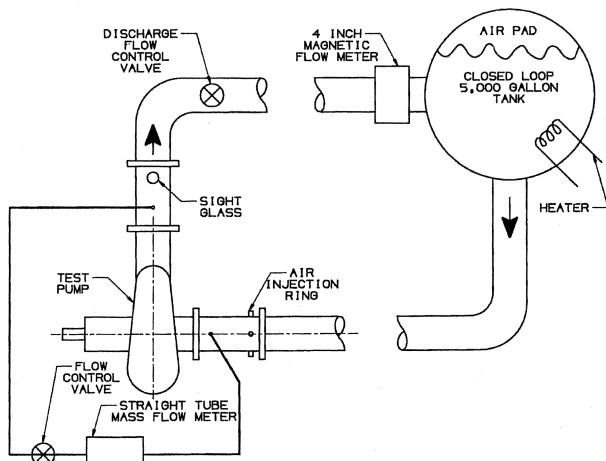 DISCHARGE
FLOW
CONTROL
VALVE
4 INCH
MAGNETIC
FLOW METER
AIR PAD
CLOSED LOOP
5,000 GALLON
TANK
HEATER
SIGHT
GLASS
TEST
PUMP
AIR
INJECTION
RING
FLOW
CONTROL
VALVE
STRAIGHT TUBE
MASS FLOW METER